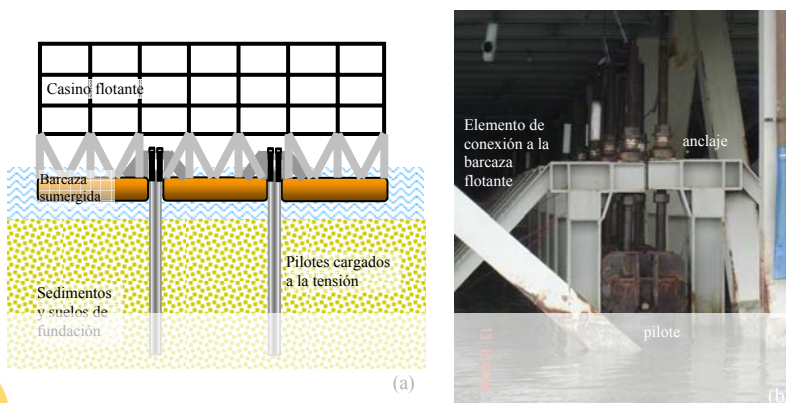 Casino flotante
Barcaza
sumergida
Pilotes cargados
a la tensión
Sedimentos
y suelos de
fundación
(a)
Elemento de
conexión a la
barcaza
flotante
anclaje
pilote
(b